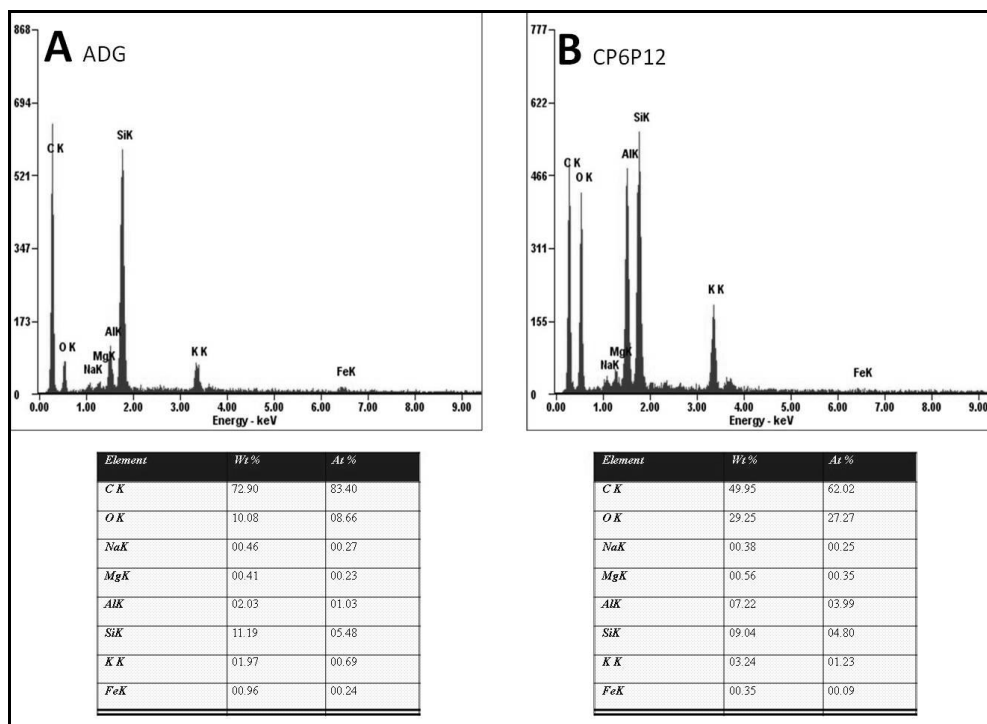 A ADG
868
694
521
347
173
0
C K
O K
NaK
MgK
AlK
SiK
K K
FeK
0.00 1.00 2.00 3.00 4.00 5.00 6.00 7.00 8.00 9.00
Energy - keV
B CP6P12
777
622
466
311
155
0
C K
O K
NaK
MgK
AlK
SiK
K K
FeK
0.00 1.00 2.00 3.00 4.00 5.00 6.00 7.00 8.00 9.00
Energy - keV
Element Wt % At %
C K 72.90 83.40
O K 10.08 08.66
NaK 00.46 00.27
MgK 00.41 00.23
AlK 02.03 01.03
SiK 11.19 05.48
K K 01.97 00.69
FeK 00.96 00.24
Element Wt % At %
C K 49.95 62.02
O K 29.25 27.27
NaK 00.38 00.25
MgK 00.56 00.35
AlK 07.22 03.99
SiK 09.04 04.80
K K 03.24 01.23
FeK 00.35 00.09